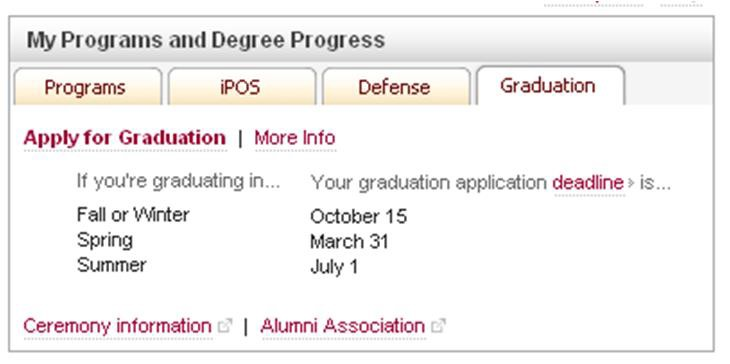 My Programs and Degree Progress
Programs iPOS Defense Graduation
Apply for Graduation | More Info
If you're graduating in... Your graduation application deadline is...
Fall or Winter October 15
Spring March 31
Summer July 1
Ceremony information | Alumni Association